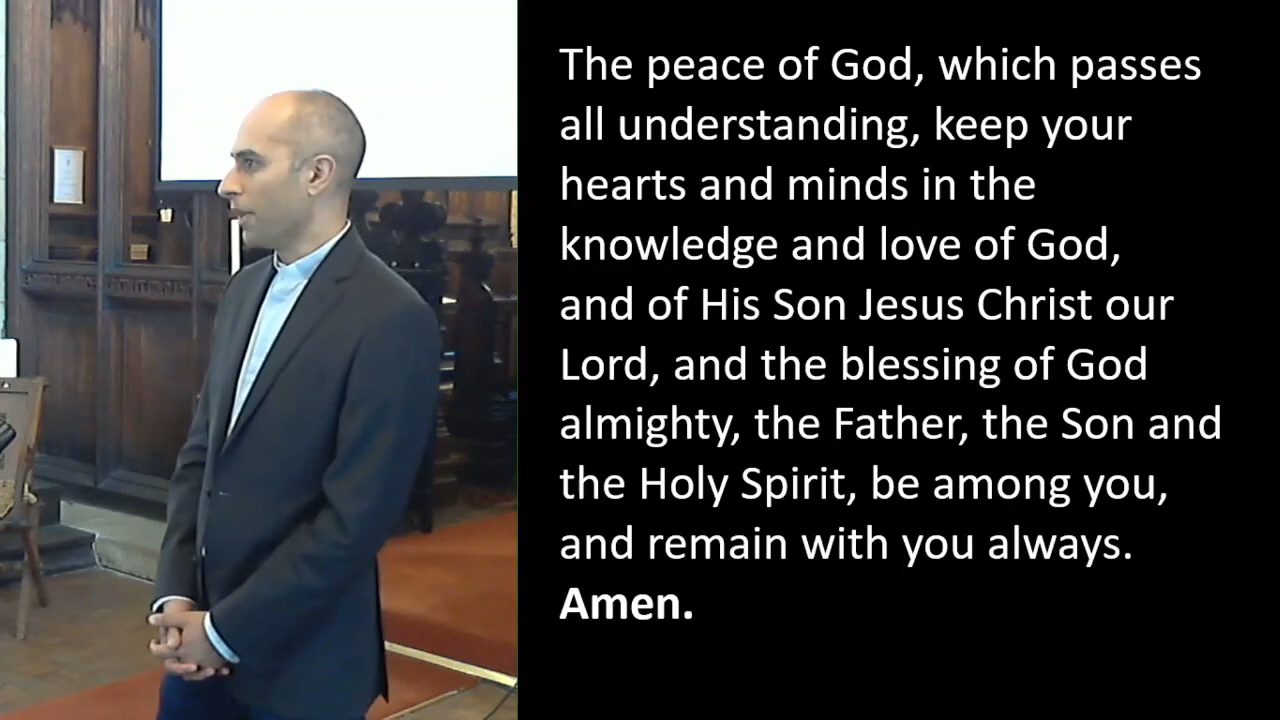 The peace of God, which passes
all understanding, keep your
hearts and minds in the
knowledge and love of God,
and of His Son Jesus Christ our
Lord, and the blessing of God
almighty, the Father, the Son and
the Holy Spirit, be among you,
and remain with you always.
Amen.